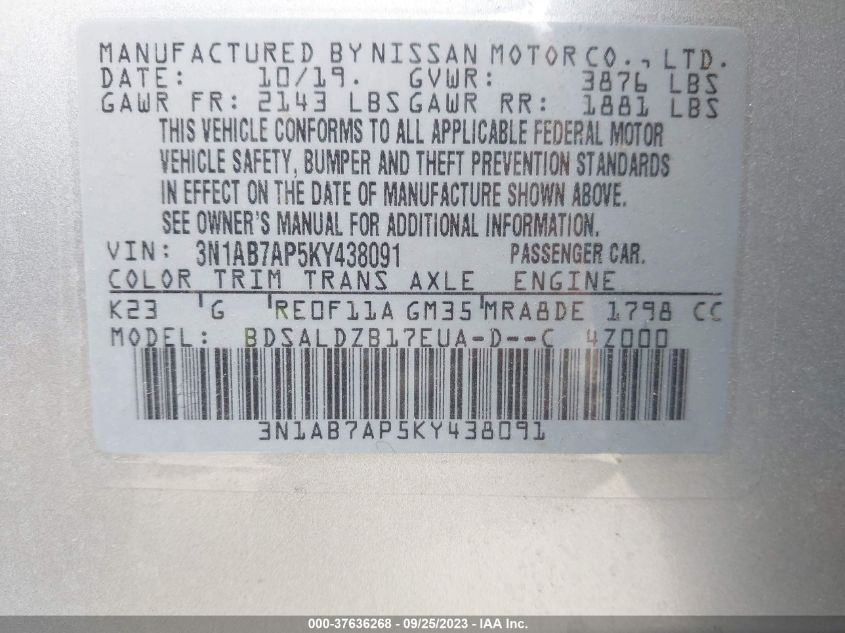 MANUFACTURED BY NISSAN MOTOR CO., LTD.
DATE: 10/19. GVWR: 3876 LBS
GAWR FR: 2143 LBS GAWR RR: 1881 LBS
THIS VEHICLE CONFORMS TO ALL APPLICABLE FEDERAL MOTOR
VEHICLE SAFETY, BUMPER AND THEFT PREVENTION STANDARDS
IN EFFECT ON THE DATE OF MANUFACTURE SHOWN ABOVE.
SEE OWNER'S MANUAL FOR ADDITIONAL INFORMATION.
VIN: 3N1AB7AP5KY438091 PASSENGER CAR.
COLOR TRIM TRANS AXLE ENGINE
K23 G RE0F11A GM35 MRA8DE 1798 CC
MODEL: BDSALDZB17EUA-D--C 4Z000
3N1AB7AP5KY438091
000-37636268 - 09/25/2023 - IAA Inc.